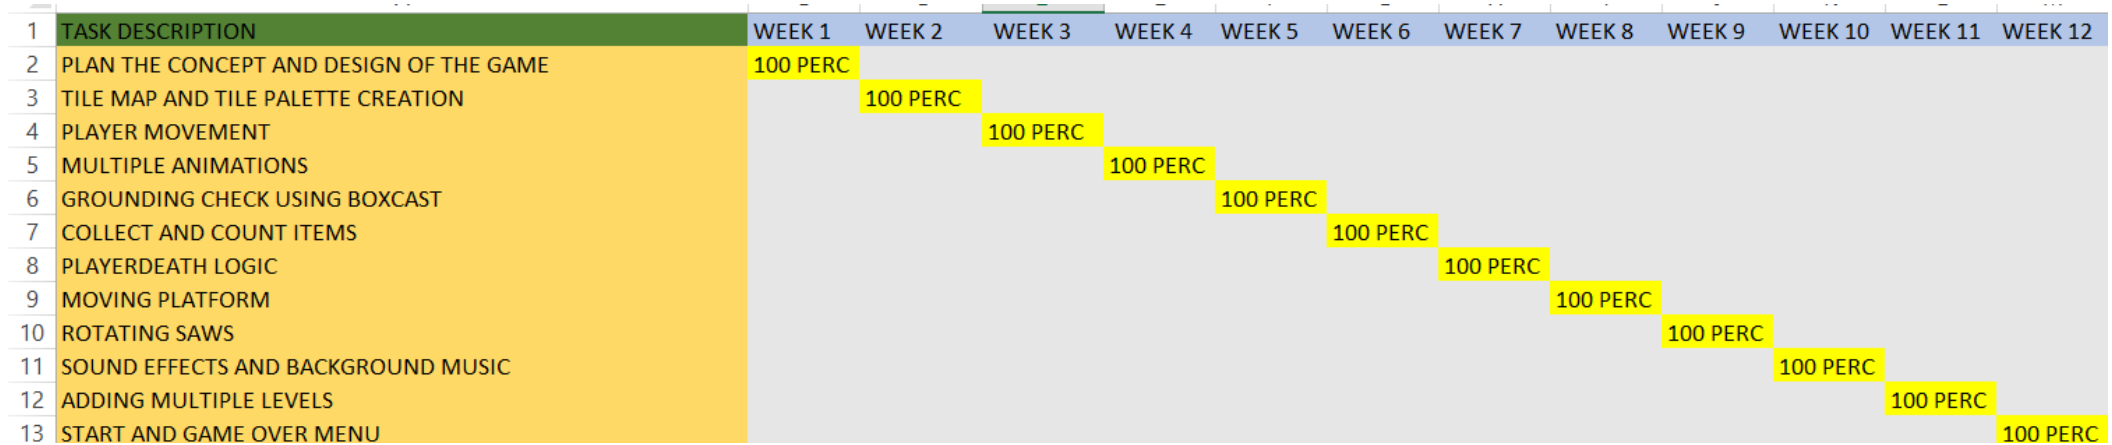 1 TASK DESCRIPTION WEEK 1 WEEK 2 WEEK 3 WEEK 4 WEEK 5 WEEK 6 WEEK 7 WEEK 8 WEEK 9 WEEK 10 WEEK 11 WEEK 12
2 PLAN THE CONCEPT AND DESIGN OF THE GAME 100 PERC
3 TILE MAP AND TILE PALETTE CREATION 100 PERC
4 PLAYER MOVEMENT 100 PERC
5 MULTIPLE ANIMATIONS 100 PERC
6 GROUNDING CHECK USING BOXCAST 100 PERC
7 COLLECT AND COUNT ITEMS 100 PERC
8 PLAYERDEATH LOGIC 100 PERC
9 MOVING PLATFORM 100 PERC
10 ROTATING SAWS 100 PERC
11 SOUND EFFECTS AND BACKGROUND MUSIC 100 PERC
12 ADDING MULTIPLE LEVELS 100 PERC
13 START AND GAME OVER MENU 100 PERC